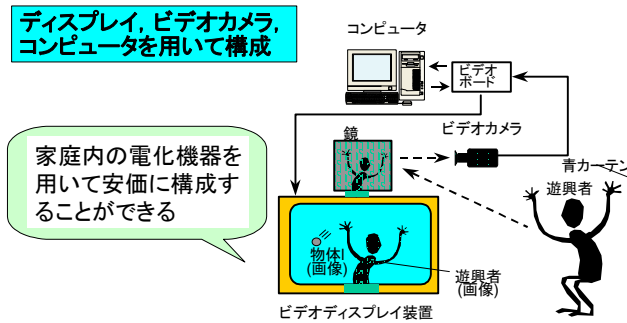 ディスプレイ, ビデオカメラ,
コンピュータを用いて構成
コンピュータ
ビデオ
ボード
鏡
ビデオカメラ
青カーテン
遊興者
家庭内の電化機器を
用いて安価に構成す
ることができる
物体I
(画像)
遊興者
(画像)
ビデオディスプレイ装置